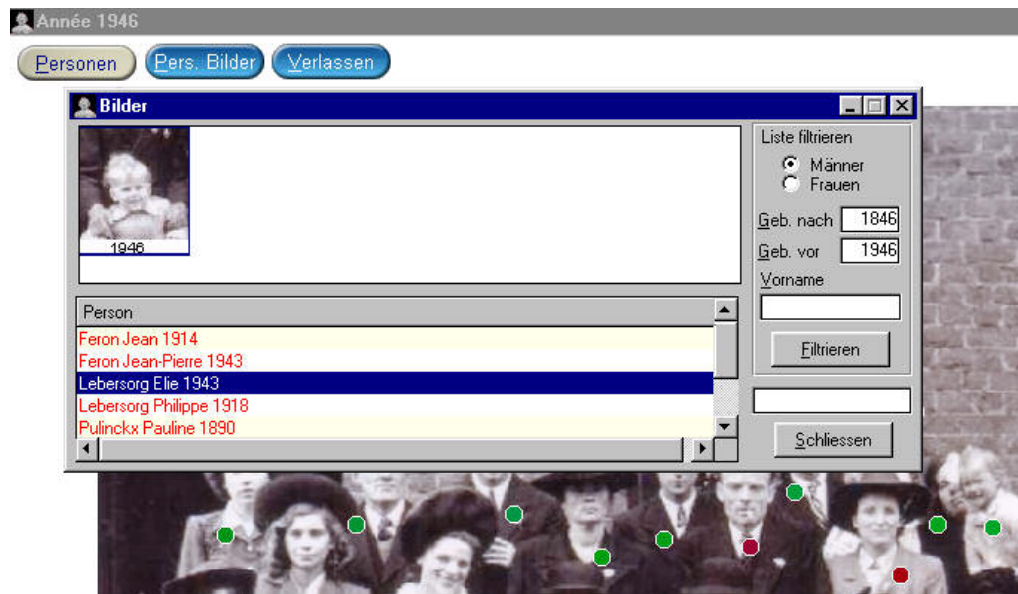 Année 1946
Personen
Pers. Bilder
Verlassen
Bilder
1946
Liste filtrieren
Männer
Frauen
Geb. nach 1846
Geb. vor 1946
Vorname
Filtrieren
Person
Feron Jean 1914
Feron Jean-Pierre 1943
Lebersorg Elie 1943
Lebersorg Philippe 1918
Pulinckx Pauline 1890
Schliessen